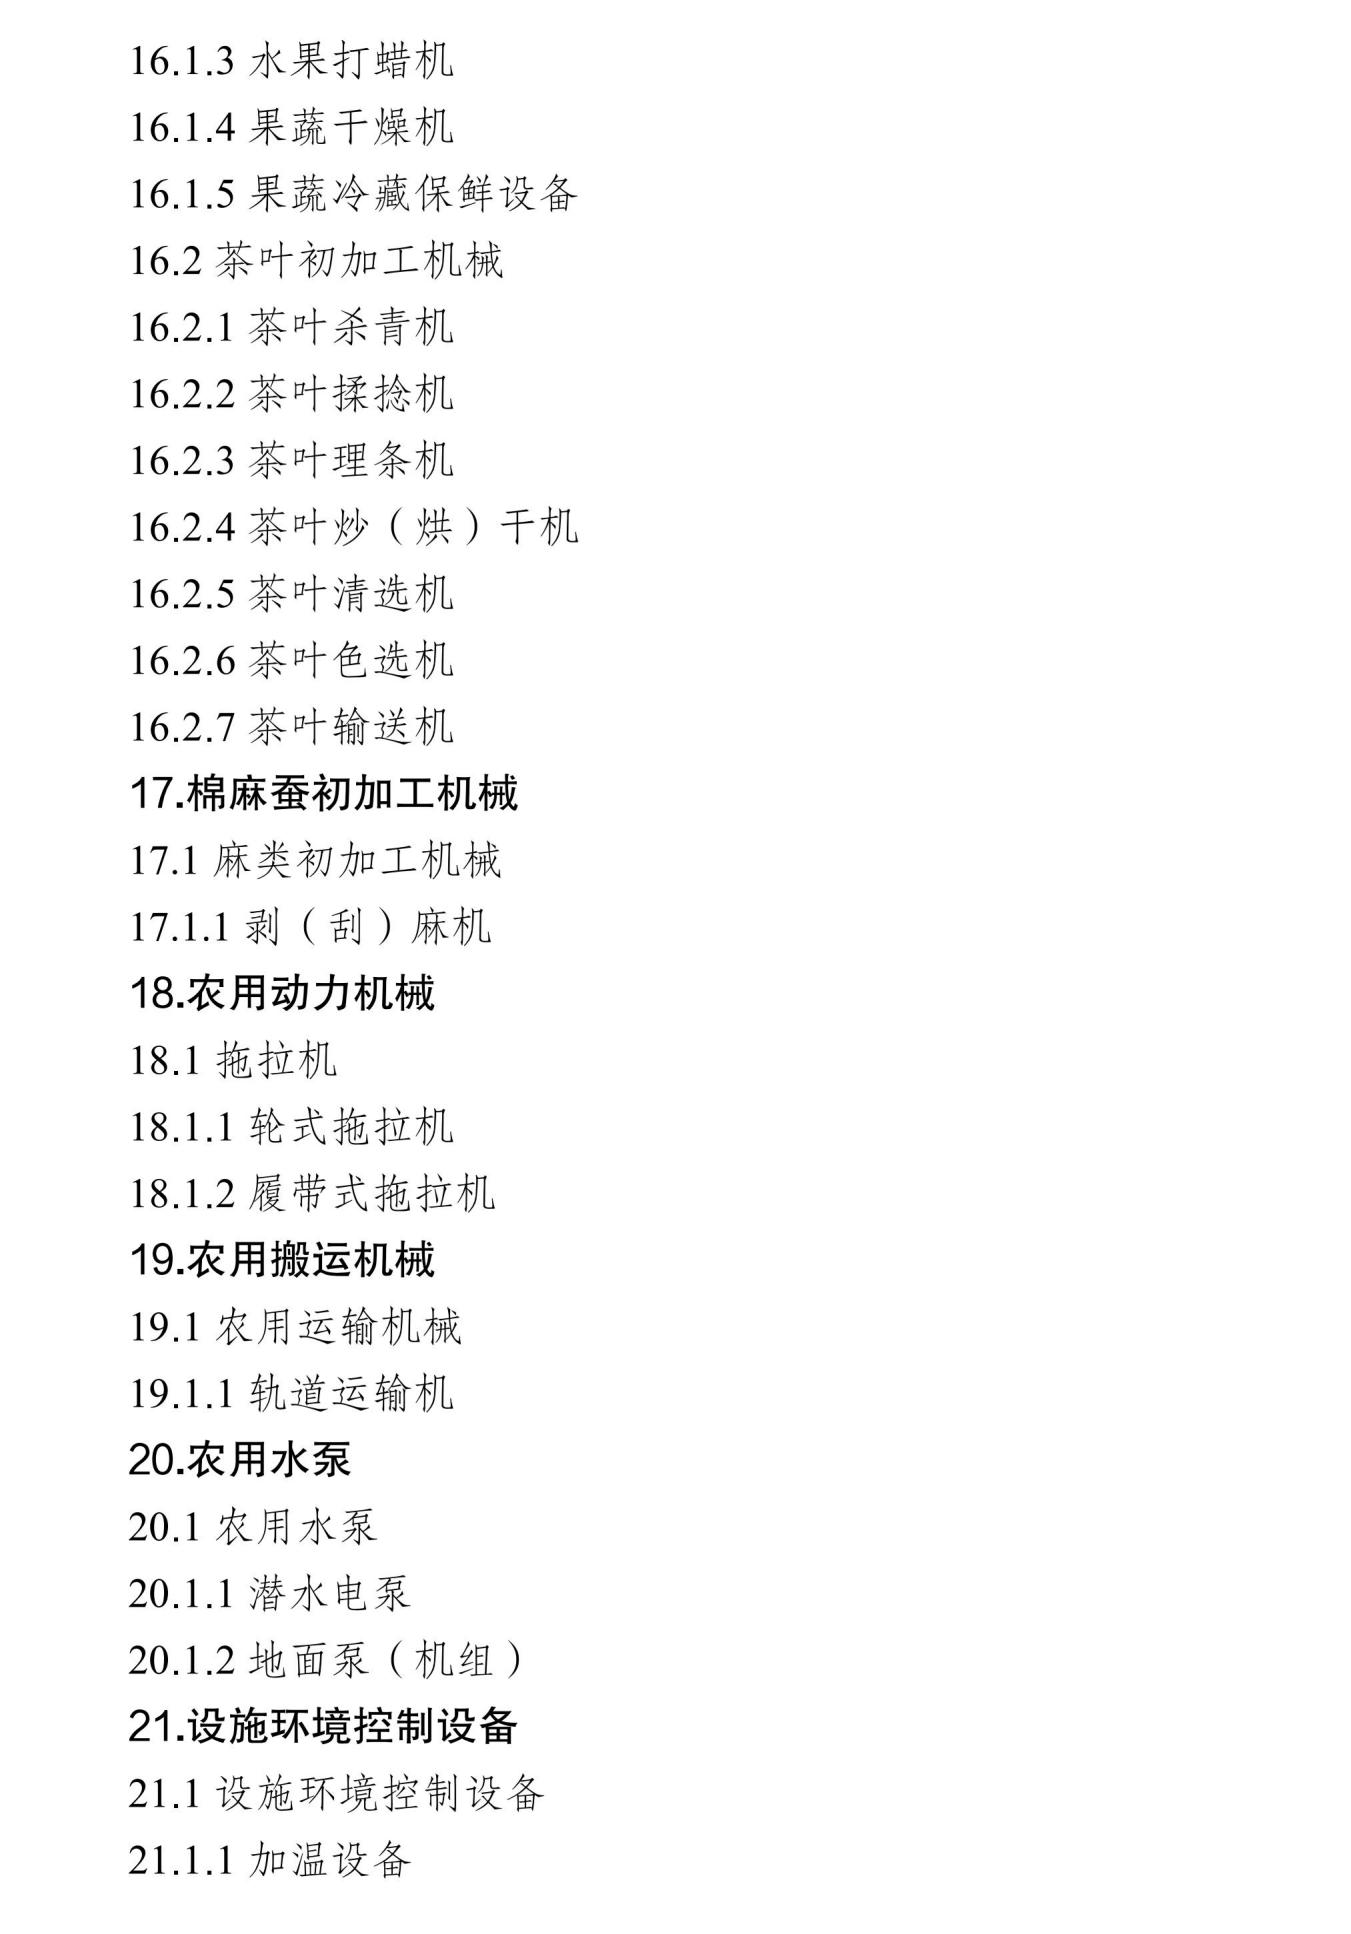 16.1.3 水果打蜡机
16.1.4 果蔬干燥机
16.1.5 果蔬冷藏保鲜设备
16.2 茶叶初加工机械
16.2.1 茶叶杀青机
16.2.2 茶叶揉捻机
16.2.3 茶叶理条机
16.2.4 茶叶炒（烘）干机
16.2.5 茶叶清选机
16.2.6 茶叶色选机
16.2.7 茶叶输送机
17.棉麻蚕初加工机械
17.1 麻类初加工机械
17.1.1 剥（刮）麻机
18.农用动力机械
18.1 拖拉机
18.1.1 轮式拖拉机
18.1.2 履带式拖拉机
19.农用搬运机械
19.1 农用运输机械
19.1.1 轨道运输机
20.农用水泵
20.1 农用水泵
20.1.1 潜水电泵
20.1.2 地面泵（机组）
21.设施环境控制设备
21.1 设施环境控制设备
21.1.1 加温设备